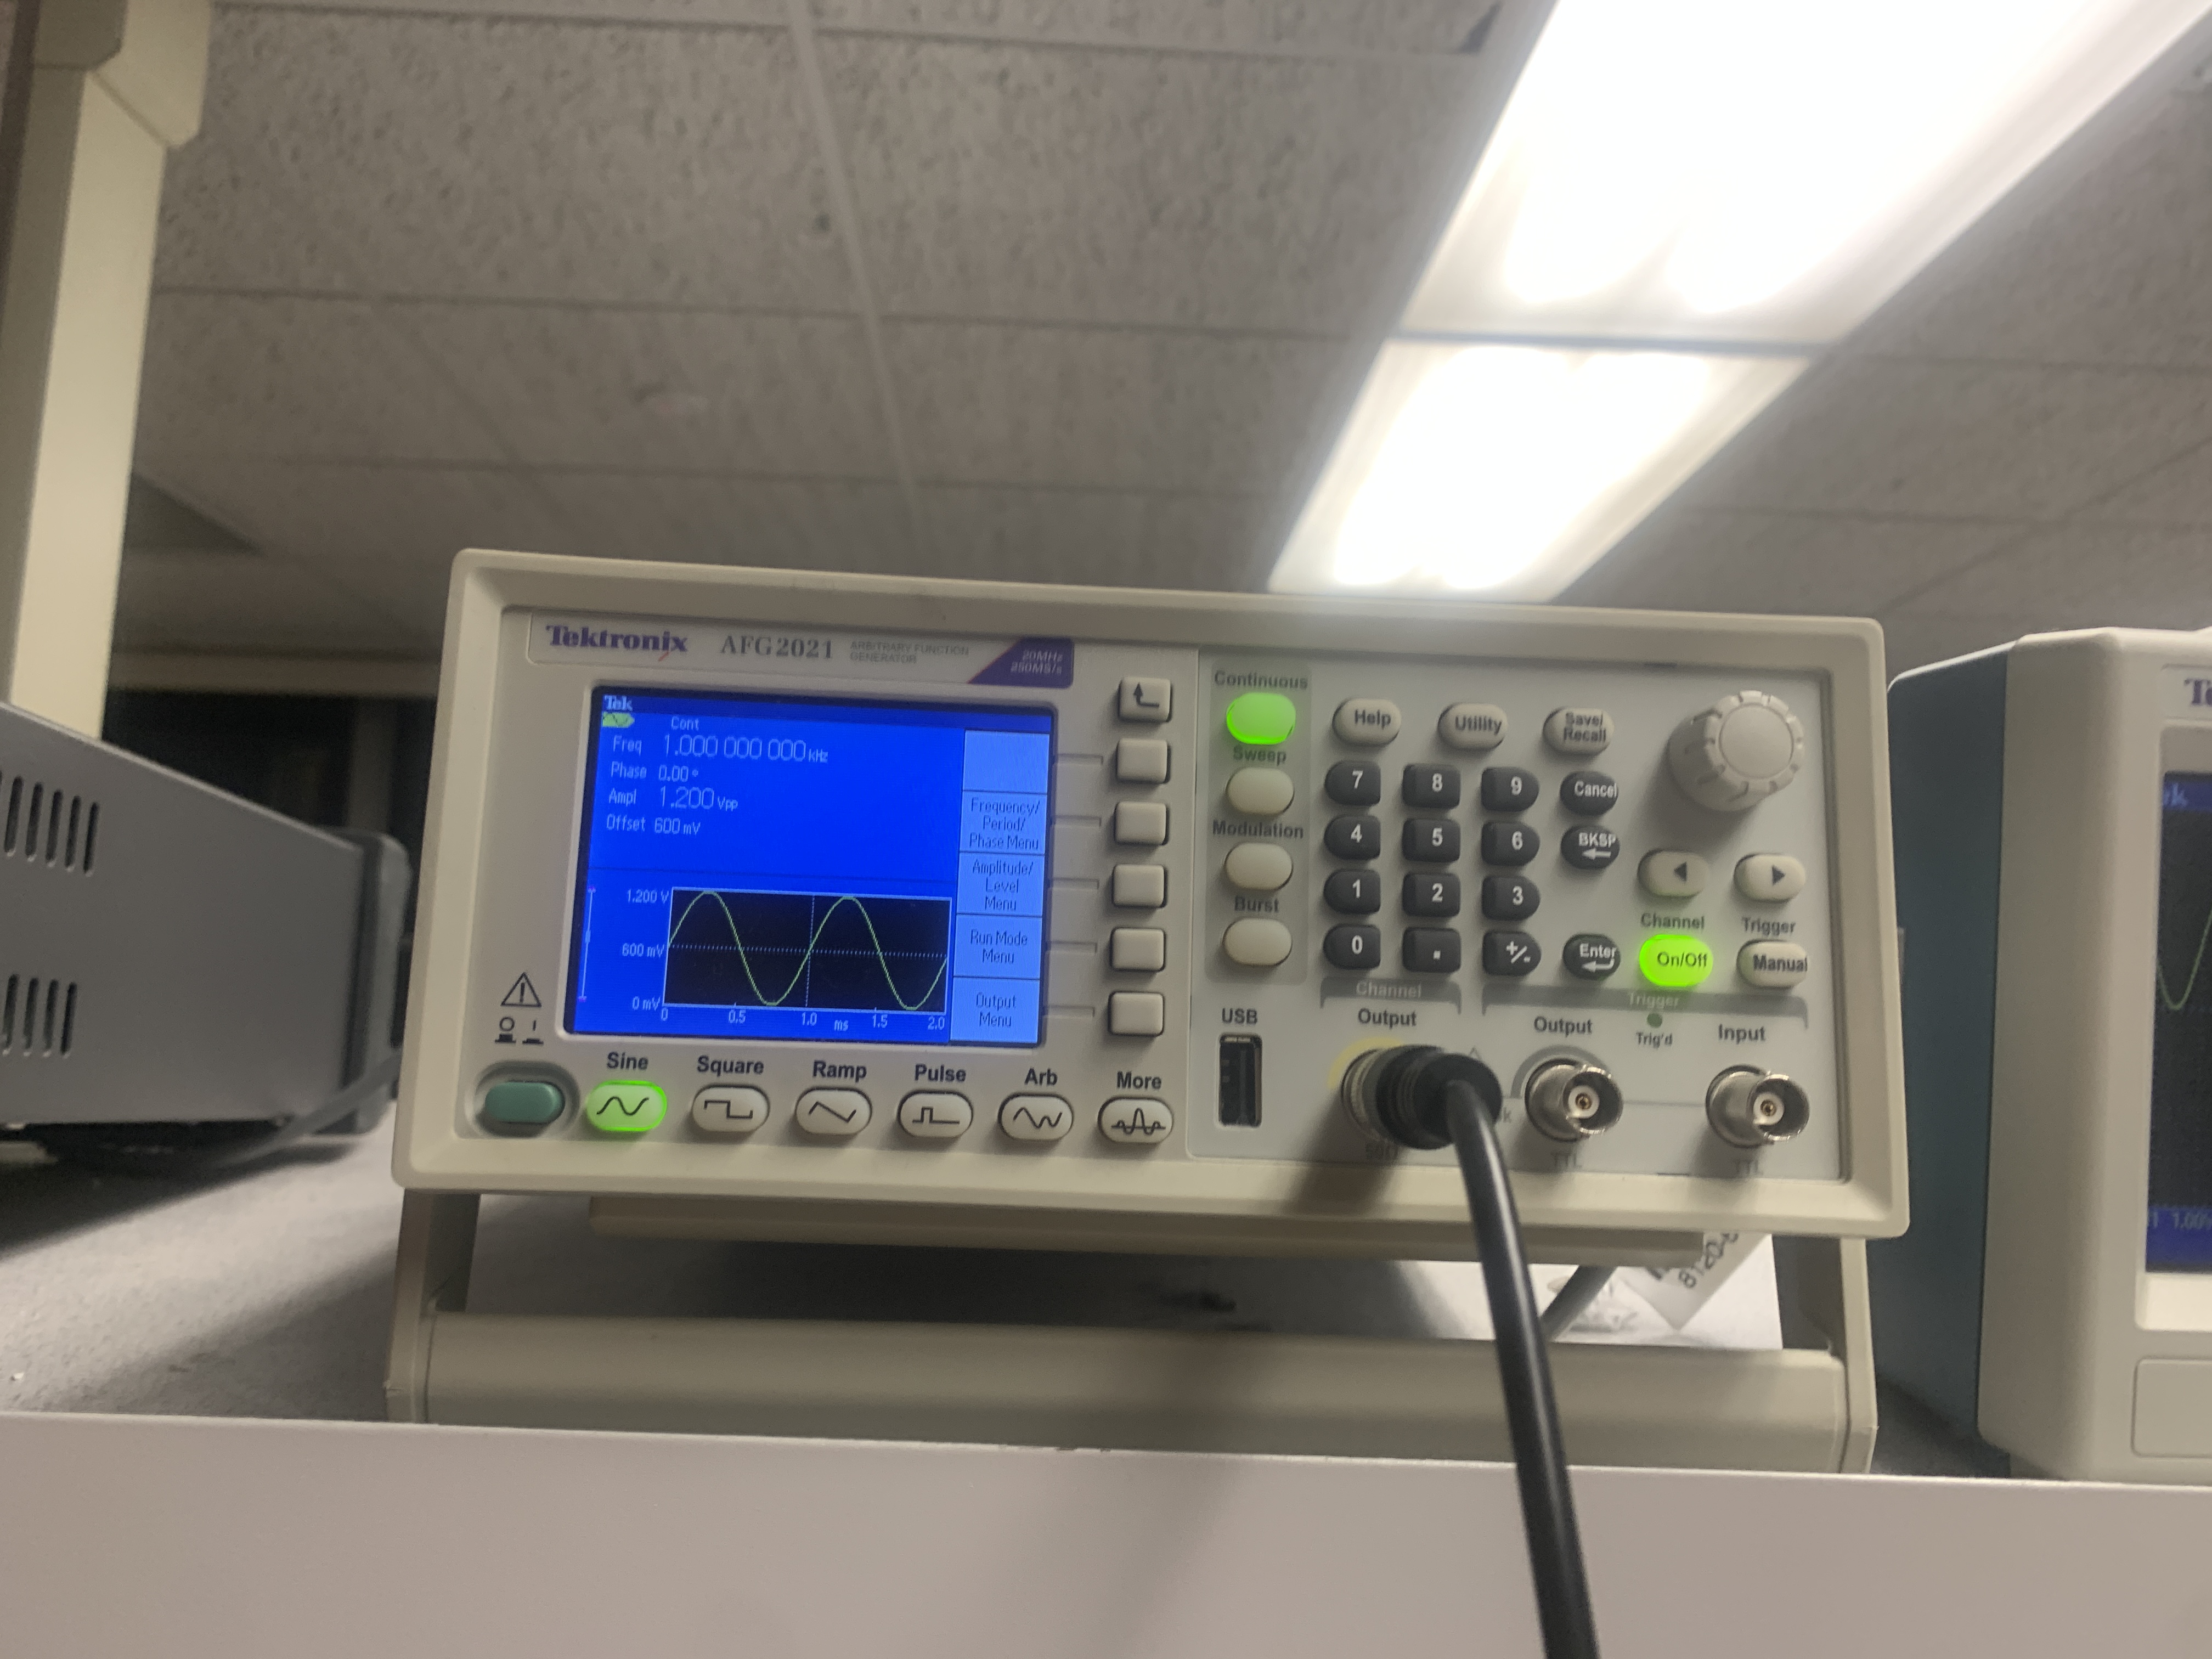 Tektronix AFG2021 ARBITRARY FUNCTION GENERATOR
20MHz
250MS/s
Tek
Cont
Freq 1.000 000 000 kHz
Phase 0.00 °
Ampl 1.200 Vpp
Offset 600 mV
Frequency/
Period/
Phase Menu
Amplitude/
Level
Menu
Run Mode
Menu
Output
Menu
1.200 V
600 mV
0 mV
0 0.5 1.0 ms 1.5 2.0
Sine Square Ramp Pulse Arb More
Continuous
Sweep
Modulation
Burst
USB
Help Utility Save/
Recall
7 8 9 Cancel
4 5 6 BKSP
1 2 3
0 . +/- Enter
Channel
On/Off
Trigger
Manual
Channel
Output
50Ω
Trigger
Output
Trig'd
Input
TTL
TTL